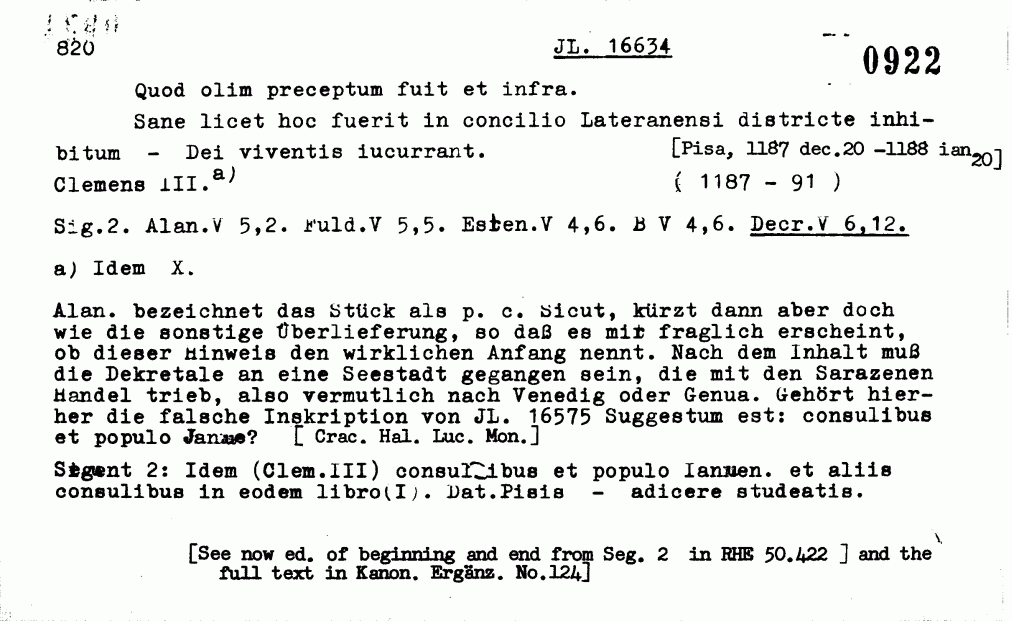 820
JL. 16634
0922
Quod olim preceptum fuit et infra.
Sane licet hoc fuerit in concilio Lateranensi districte inhi-
bitum - Dei viventis iucurrant. [Pisa, 1187 dec.20 -1188 ian 20]
Clemens III.a) ( 1187 - 91 )
Sig.2. Alan.V 5,2. Fuld.V 5,5. Esten.V 4,6. B V 4,6. Decr.V 6,12.
a) Idem X.
Alan. bezeichnet das Stück als p. c. Sicut, kürzt dann aber doch
wie die sonstige Überlieferung, so daß es mir fraglich erscheint,
ob dieser Hinweis den wirklichen Anfang nennt. Nach dem Inhalt muß
die Dekretale an eine Seestadt gegangen sein, die mit den Sarazenen
Handel trieb, also vermutlich nach Venedig oder Genua. Gehört hier-
her die falsche Inskription von JL. 16575 Suggestum est: consulibus
et populo Janue? [ Crac. Hal. Luc. Mon.]
Segunt 2: Idem (Clem.III) consulibus et populo Ianuen. et aliis
consulibus in eodem libro(I). Dat.Pisis - adicere studeatis.
[See now ed. of beginning and end from Seg. 2 in RHE 50.422 ] and the
full text in Kanon. Ergänz. No.124]